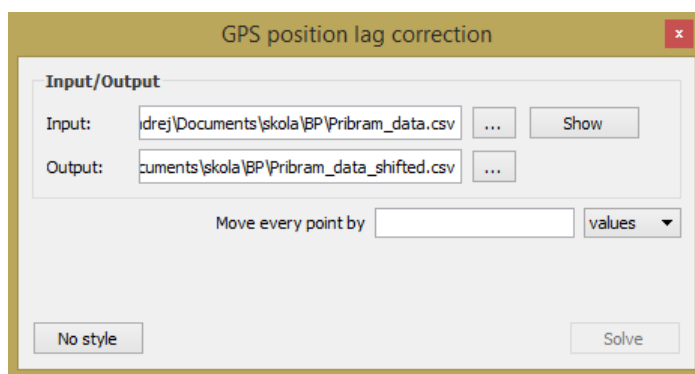 GPS position lag correction
x
Input/Output
Input: ndrej\Documents\skola\BP\Pribram_data.csv ... Show
Output: cuments\skola\BP\Pribram_data_shifted.csv ...
Move every point by values
No style Solve